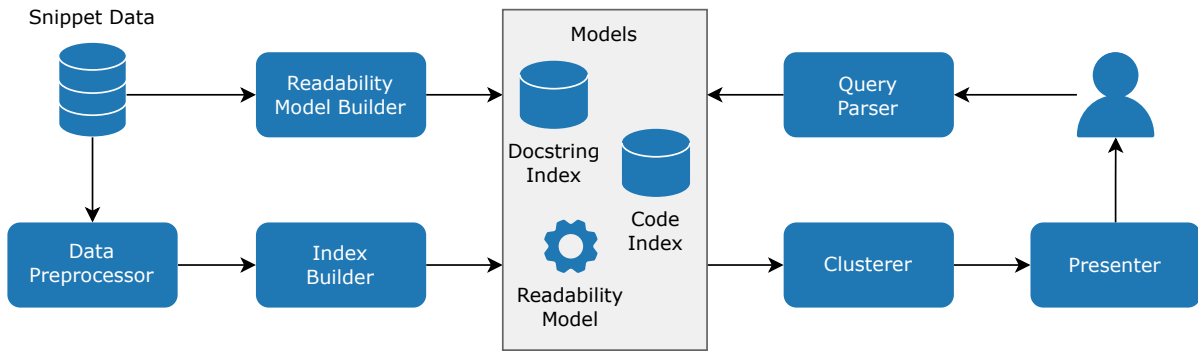 Snippet Data
Models
Readability
Model Builder
Query
Parser
Docstring
Index
Code
Index
Data
Preprocessor
Index
Builder
Readability
Model
Clusterer
Presenter